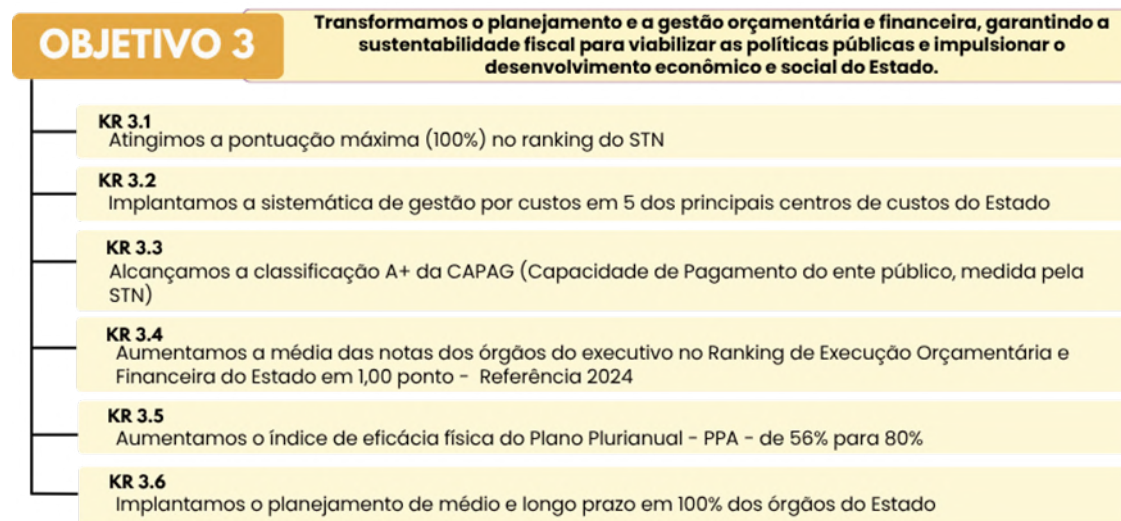 OBJETIVO 3
Transformamos o planejamento e a gestão orçamentária e financeira, garantindo a
sustentabilidade fiscal para viabilizar as políticas públicas e impulsionar o
desenvolvimento econômico e social do Estado.
KR 3.1
Atingimos a pontuação máxima (100%) no ranking do STN
KR 3.2
Implantamos a sistemática de gestão por custos em 5 dos principais centros de custos do Estado
KR 3.3
Alcançamos a classificação A+ da CAPAG (Capacidade de Pagamento do ente público, medida pela
STN)
KR 3.4
Aumentamos a média das notas dos órgãos do executivo no Ranking de Execução Orçamentária e
Financeira do Estado em 1,00 ponto - Referência 2024
KR 3.5
Aumentamos o índice de eficácia física do Plano Plurianual - PPA - de 56% para 80%
KR 3.6
Implantamos o planejamento de médio e longo prazo em 100% dos órgãos do Estado